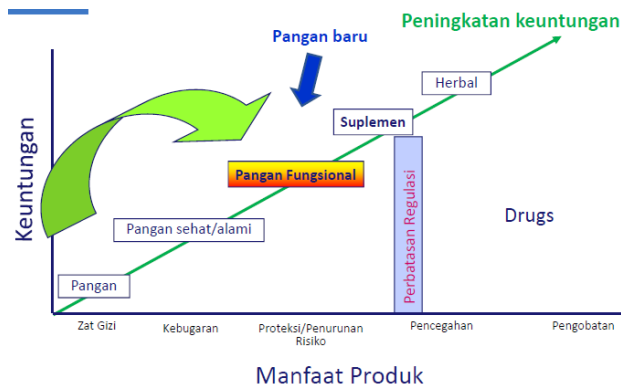 Pangan baru
Peningkatan keuntungan
Herbal
Suplemen
Pangan Fungsional
Pangan sehat/alami
Pangan
Keuntungan
Perbatasan Regulasi
Drugs
Zat Gizi
Kebugaran
Proteksi/Penurunan
Risiko
Pencegahan
Pengobatan
Manfaat Produk